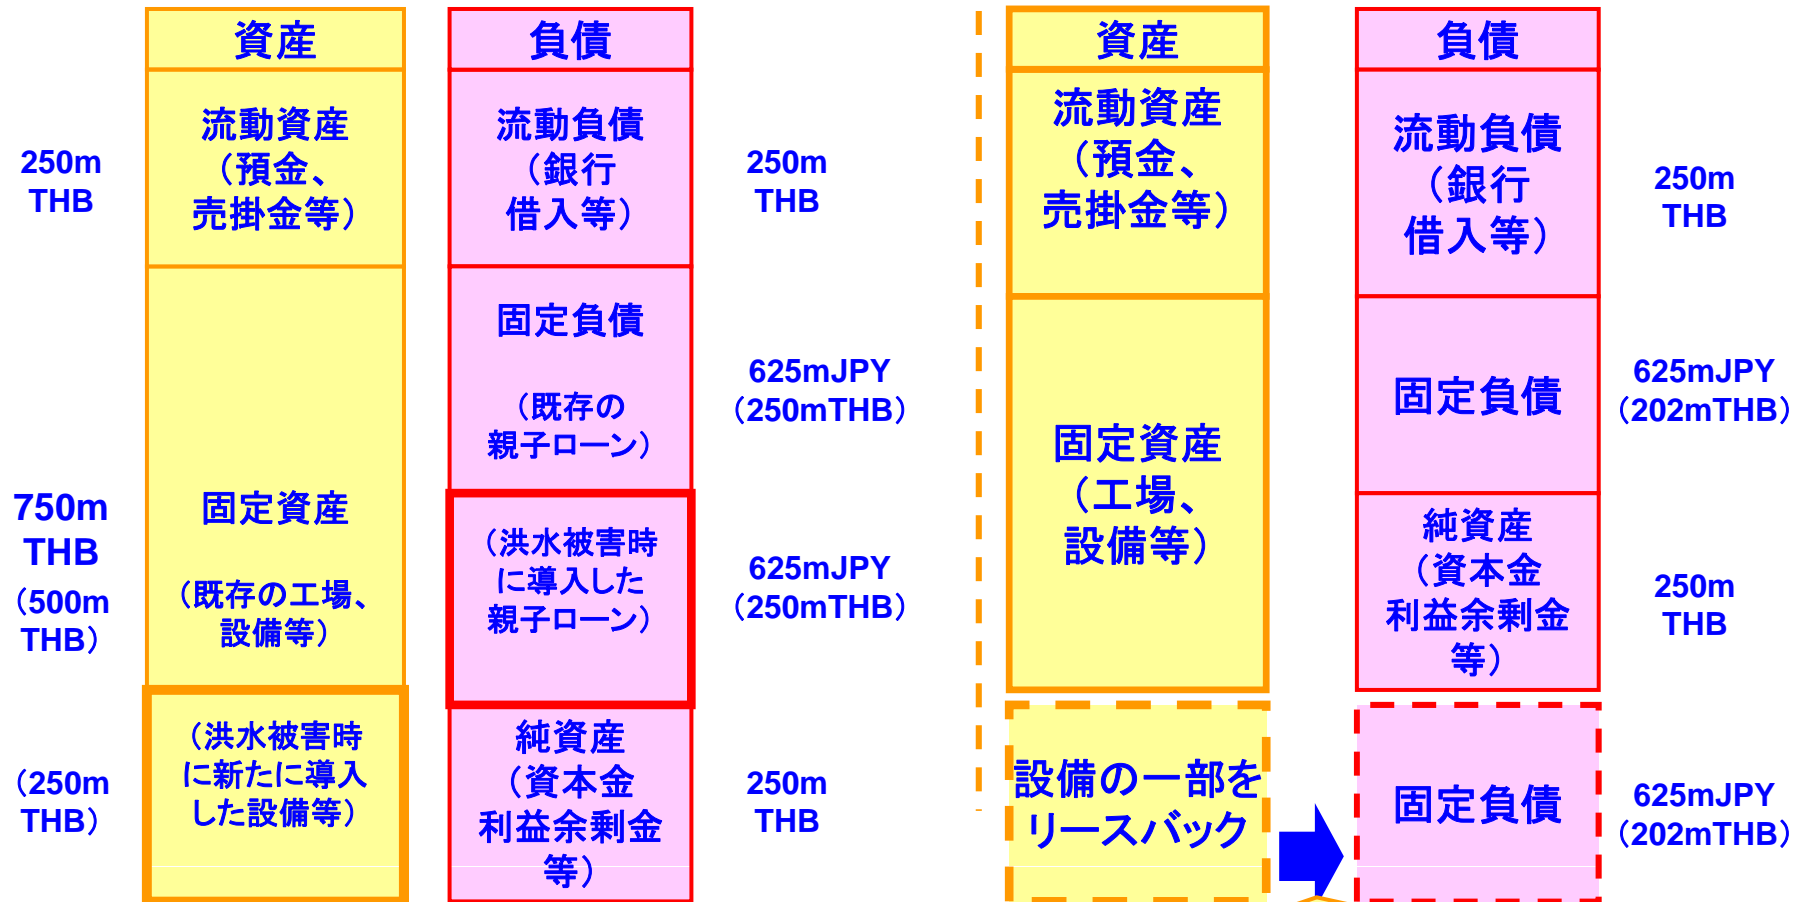 資産
250m
THB
流動資産
（預金、
売掛金等）
750m
THB
（500m
THB）
固定資産
（既存の工場、
設備等）
（250m
THB）
（洪水被害時
に新たに導入
した設備等）
負債
流動負債
（銀行
借入等）
250m
THB
固定負債
（既存の
親子ローン）
625mJPY
（250mTHB）
（洪水被害時
に導入した
親子ローン）
625mJPY
（250mTHB）
純資産
（資本金
利益余剰金
等）
250m
THB
資産
流動資産
（預金、
売掛金等）
固定資産
（工場、
設備等）
設備の一部を
リースバック
負債
流動負債
（銀行
借入等）
250m
THB
固定負債
625mJPY
（202mTHB）
純資産
（資本金
利益余剰金
等）
250m
THB
固定負債
625mJPY
（202mTHB）